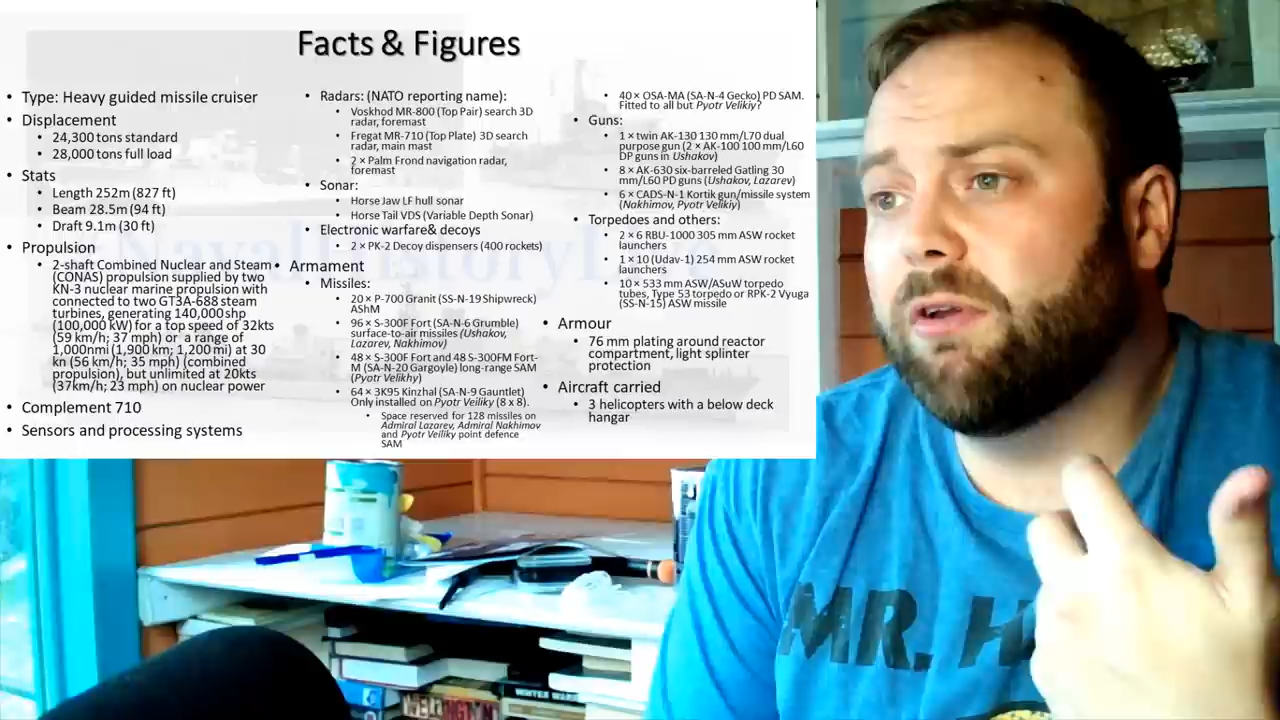 Facts & Figures
• Type: Heavy guided missile cruiser
• Displacement
• 24,300 tons standard
• 28,000 tons full load
• Stats
• Length 252m (827 ft)
• Beam 28.5m (94 ft)
• Draft 9.1m (30 ft)
• Propulsion
• 2-shaft Combined Nuclear and Steam
(CONAS) propulsion supplied by two
KN-3 nuclear marine propulsion with
connected to two GT3A-688 steam
turbines, generating 140,000shp
(100,000 kW) for a top speed of 32kts
(59 km/h; 37 mph) or a range of
1,000nmi (1,900 km; 1,200 mi) at 30
kn (56 km/h; 35 mph) (combined
propulsion), but unlimited at 20kts
(37km/h; 23 mph) on nuclear power
• Complement 710
• Sensors and processing systems
• Radars: (NATO reporting name):
• Voskhod MR-800 (Top Pair) search 3D
radar, foremast
• Fregat MR-710 (Top Plate) 3D search
radar, main mast
• 2 × Palm Frond navigation radar,
foremast
• Sonar:
• Horse Jaw LF hull sonar
• Horse Tail VDS (Variable Depth Sonar)
• Electronic warfare& decoys
• 2 × PK-2 Decoy dispensers (400 rockets)
• Armament
• Missiles:
• 20 × P-700 Granit (SS-N-19 Shipwreck)
AShM
• 96 × S-300F Fort (SA-N-6 Grumble)
surface-to-air missiles (Ushakov,
Lazarev, Nakhimov)
• 48 × S-300F Fort and 48 S-300FM Fort-
M (SA-N-20 Gargoyle) long-range SAM
(Pyotr Velikhy)
• 64 × 3K95 Kinzhal (SA-N-9 Gauntlet)
Only installed on Pyotr Veiliky (8 x 8).
• Space reserved for 128 missiles on
Admiral Lazarev, Admiral Nakhimov
and Pyotr Veiliky point defence
SAM
• 40 × OSA-MA (SA-N-4 Gecko) PD SAM.
Fitted to all but Pyotr Velikiy?
• Guns:
• 1 × twin AK-130 130 mm/L70 dual
purpose gun (2 × AK-100 100 mm/L60
DP guns in Ushakov)
• 8 × AK-630 six-barreled Gatling 30
mm/L60 PD guns (Ushakov, Lazarev)
• 6 × CADS-N-1 Kortik gun/missile system
(Nakhimov, Pyotr Velikiy)
• Torpedoes and others:
• 2 × 6 RBU-1000 305 mm ASW rocket
launchers
• 1 × 10 (Udav-1) 254 mm ASW rocket
launchers
• 10 × 533 mm ASW/ASuW torpedo
tubes, Type 53 torpedo or RPK-2 Vyuga
(SS-N-15) ASW missile
• Armour
• 76 mm plating around reactor
compartment, light splinter
protection
• Aircraft carried
• 3 helicopters with a below deck
hangar
MR. H
WINTER
WELLINGTON